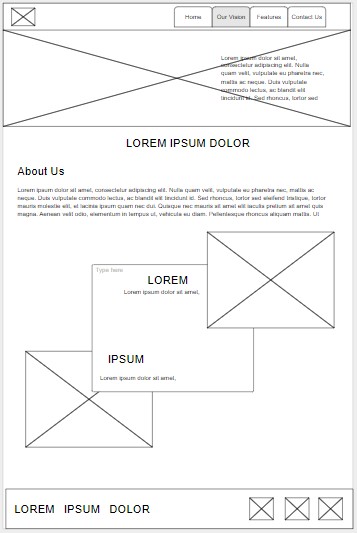 Home Our Vision Features Contact Us
Lorem ipsum dolor sit amet,
consectetur adipiscing elit. Nulla
quam velit, vulputate eu pharetra nec,
mattis ac neque. Duis vulputate
commodo lectus, ac blandit elit
tincidunt id. Sed rhoncus, tortor sed
LOREM IPSUM DOLOR
About Us
Lorem ipsum dolor sit amet, consectetur adipiscing elit. Nulla quam velit, vulputate eu pharetra nec, mattis ac
neque. Duis vulputate commodo lectus, ac blandit elit tincidunt id. Sed rhoncus, tortor sed eleifend tristique, tortor
mauris molestie elit, et lacinia ipsum quam nec dui. Quisque nec mauris sit amet elit iaculis pretium sit amet quis
magna. Aenean velit odio, elementum in tempus ut, vehicula eu diam. Pellentesque rhoncus aliquam mattis. Ut
Type here
LOREM
Lorem ipsum dolor sit amet,
IPSUM
Lorem ipsum dolor sit amet,
LOREM IPSUM DOLOR